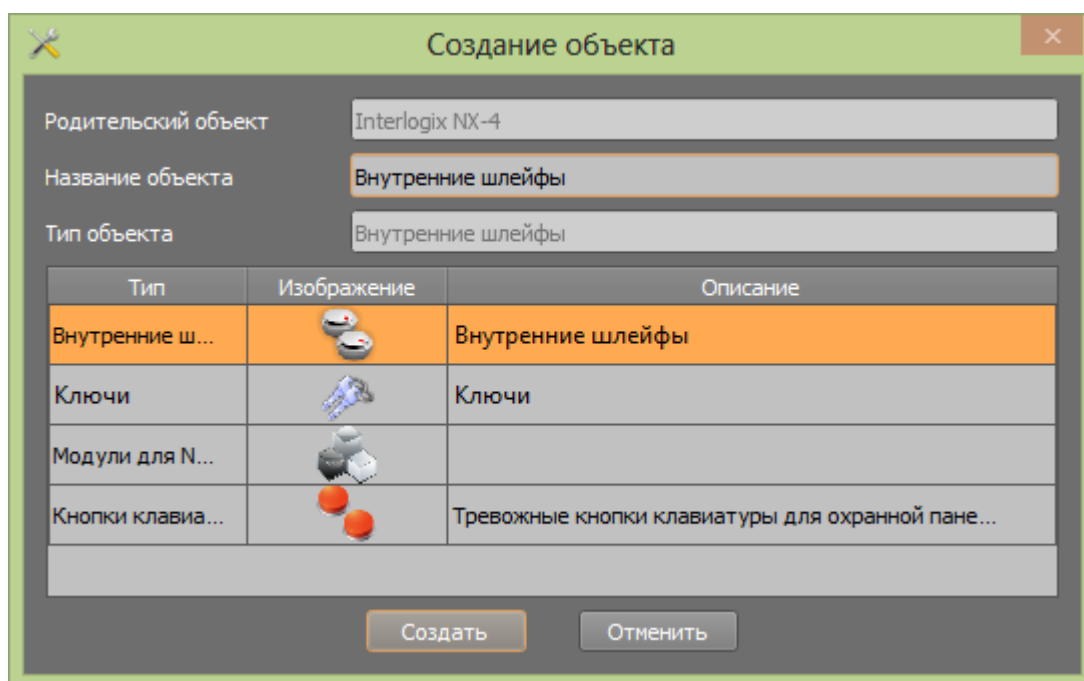 Создание объекта
Родительский объект Interlogix NX-4
Название объекта Внутренние шлейфы
Тип объекта Внутренние шлейфы
Тип Изображение Описание
Внутренние ш... Внутренние шлейфы
Ключи Ключи
Модули для N...
Кнопки клавиа... Тревожные кнопки клавиатуры для охранной пане...
Создать Отменить